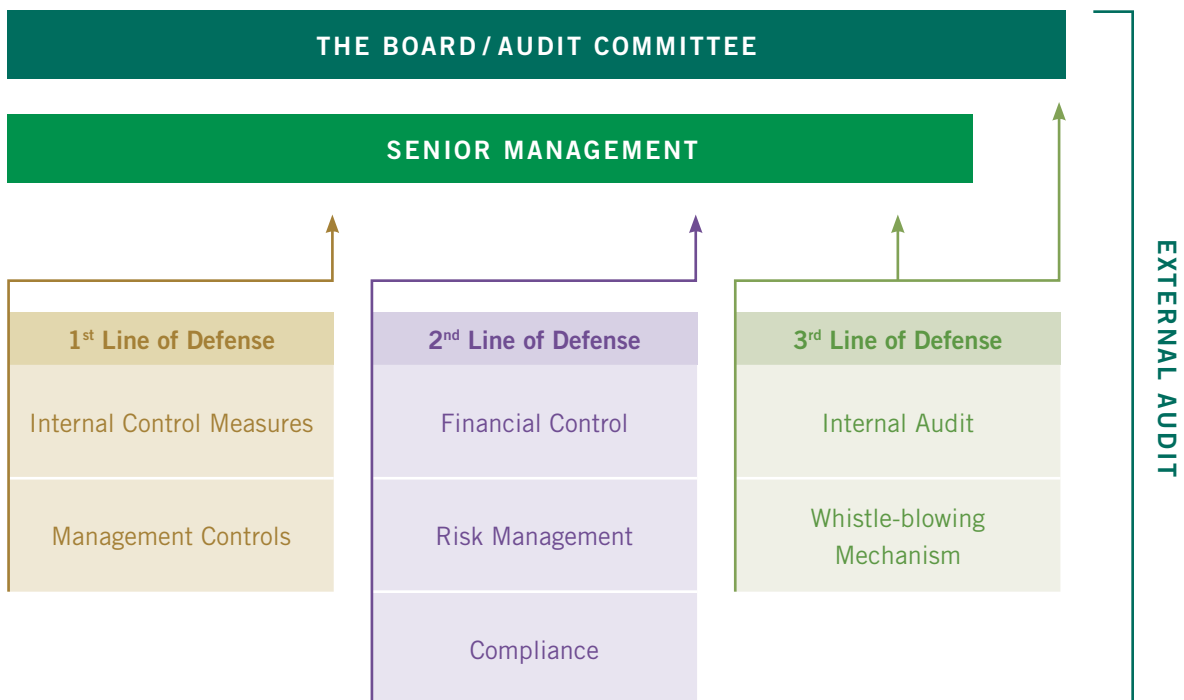 THE BOARD / AUDIT COMMITTEE
SENIOR MANAGEMENT
1st Line of Defense
Internal Control Measures
Management Controls
2nd Line of Defense
Financial Control
Risk Management
Compliance
3rd Line of Defense
Internal Audit
Whistle-blowing
Mechanism
EXTERNAL AUDIT